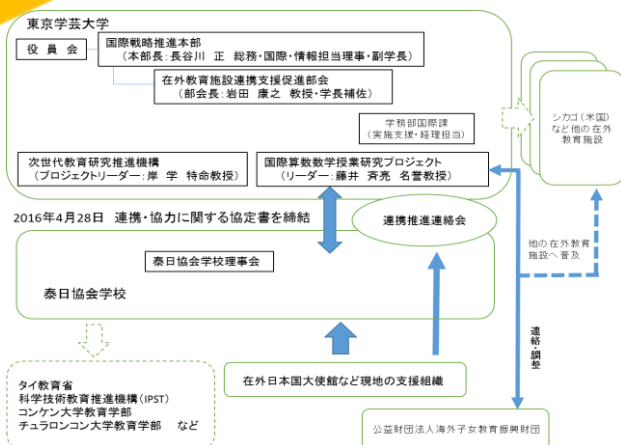 東京学芸大学
役員会
国際戦略推進本部
(本部長:長谷川 正 総務・国際・情報担当理事・副学長)
在外教育施設連携支援促進部会
(部会長:岩田 康之 教授・学長補佐)
学務部国際課
(実施支援・経理担当)
次世代教育研究推進機構
(プロジェクトリーダー:岸 学 特命教授)
国際算数数学授業研究プロジェクト
(リーダー:藤井 斉亮 名誉教授)
シカゴ(米国)
など他の在外
教育施設
2016年4月28日 連携・協力に関する協定書を締結
連携推進連絡会
泰日協会学校理事会
泰日協会学校
他の在外教育
施設へ普及
連絡・調整
タイ教育省
科学技術教育推進機構(IPST)
コンケン大学教育学部
チュラロンコン大学教育学部 など
在外日本国大使館など現地の支援組織
公益財団法人海外子女教育振興財団